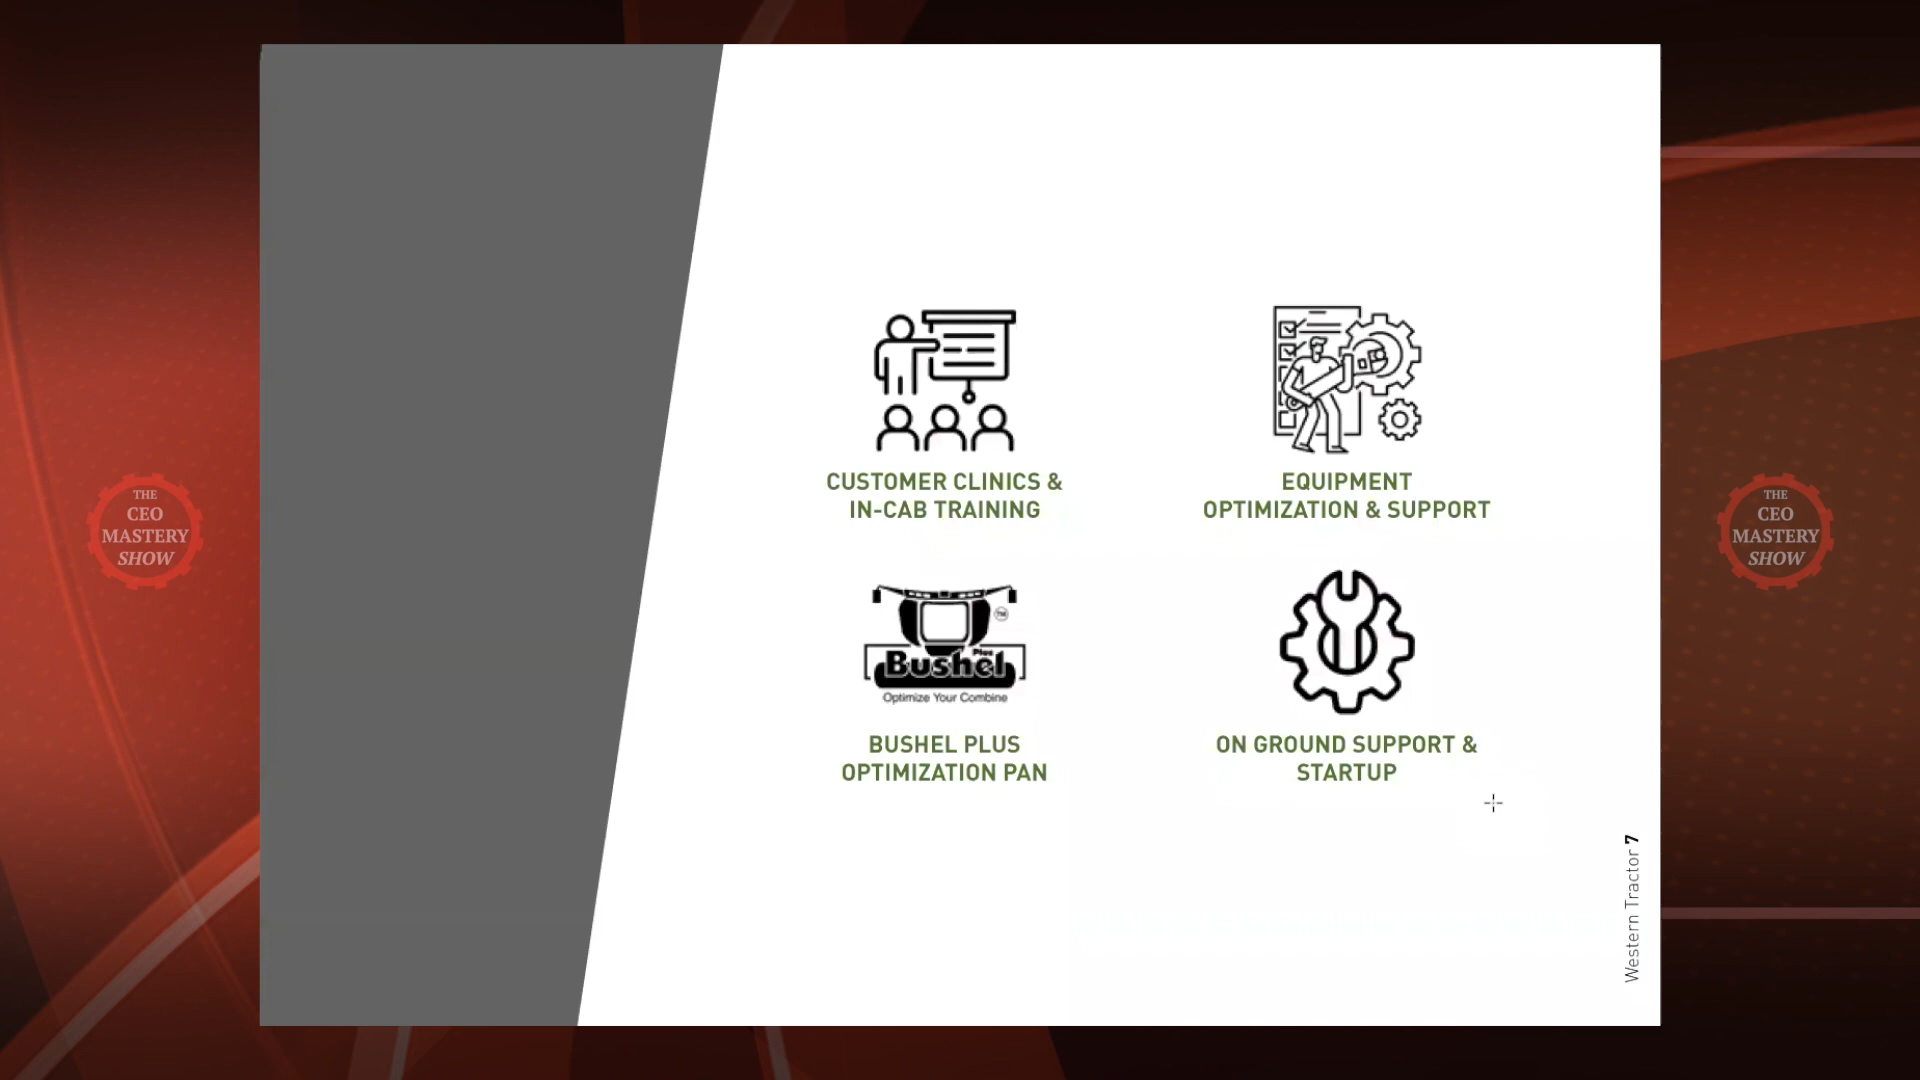 THE
CEO
MASTERY
SHOW
CUSTOMER CLINICS &
IN-CAB TRAINING
EQUIPMENT
OPTIMIZATION & SUPPORT
TM
Plus
Bushel
Optimize Your Combine
BUSHEL PLUS
OPTIMIZATION PAN
ON GROUND SUPPORT &
STARTUP
Western Tractor 7
THE
CEO
MASTERY
SHOW